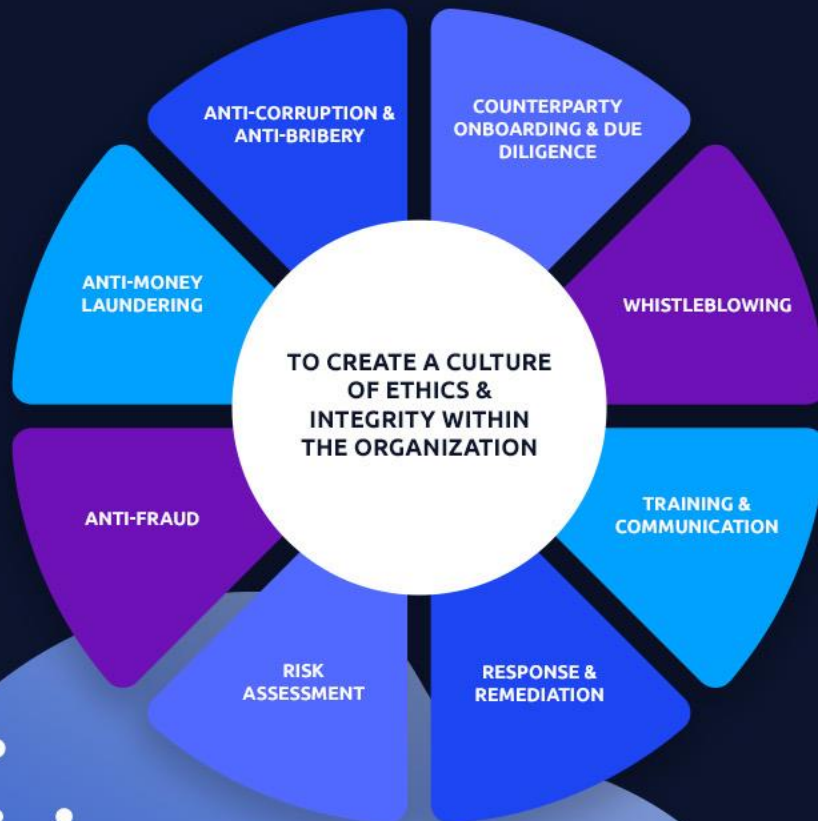 ANTI-CORRUPTION &
ANTI-BRIBERY
COUNTERPARTY
ONBOARDING & DUE
DILIGENCE
ANTI-MONEY
LAUNDERING
WHISTLEBLOWING
TO CREATE A CULTURE
OF ETHICS &
INTEGRITY WITHIN
THE ORGANIZATION
ANTI-FRAUD
TRAINING &
COMMUNICATION
RISK
ASSESSMENT
RESPONSE &
REMEDIATION